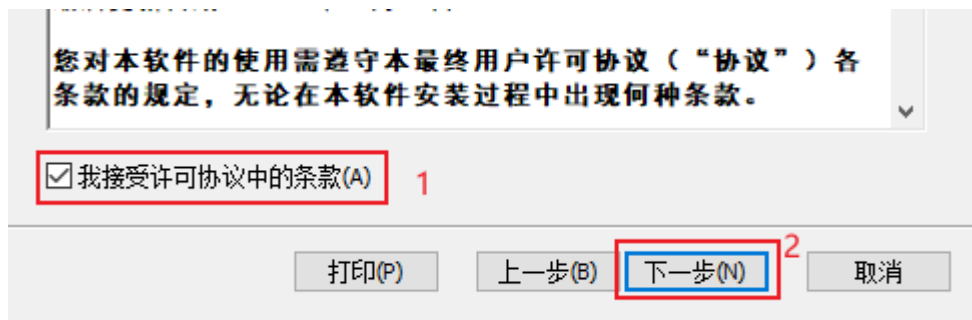 您对本软件的使用需遵守本最终用户许可协议（“协议”）各
条款的规定，无论在本软件安装过程中出现何种条款。
我接受许可协议中的条款(A)
1
打印(P) 上一步(B) 下一步(N) 2 取消